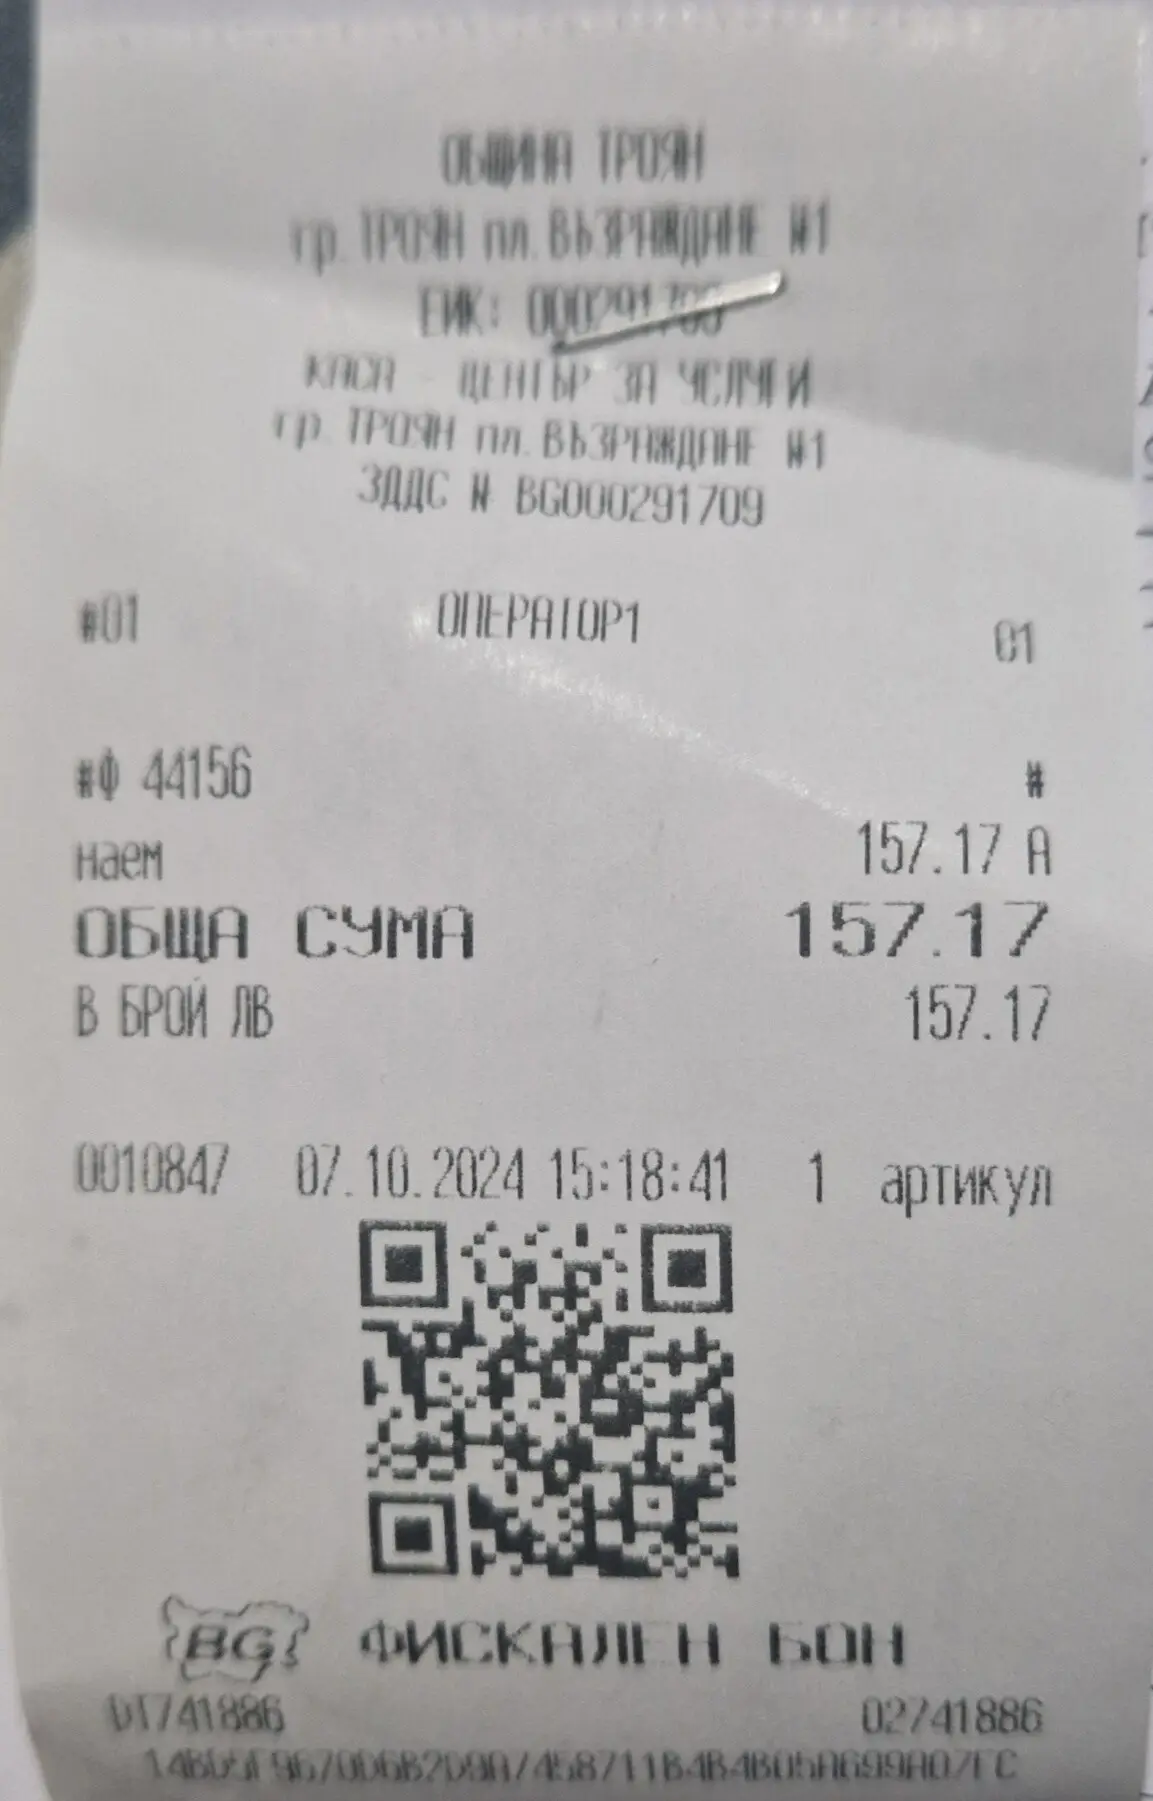 ОБЩИНА ТРОЯН
гр. ТРОЯН пл. ВЪЗРАЖДАНЕ №1
ЕИК: 000291709
КАСА - ЦЕНТЪР ЗА УСЛУГИ
гр. ТРОЯН пл. ВЪЗРАЖДАНЕ №1
ЗДДС № BG000291709
#01 ОПЕРАТОР1 01
#Ф 44156 #
наем 157.17 А
ОБЩА СУМА 157.17
В БРОЙ ЛВ 157.17
0010847 07.10.2024 15:18:41 1 артикул
BG ФИСКАЛЕН БОН
DT741886 02741886